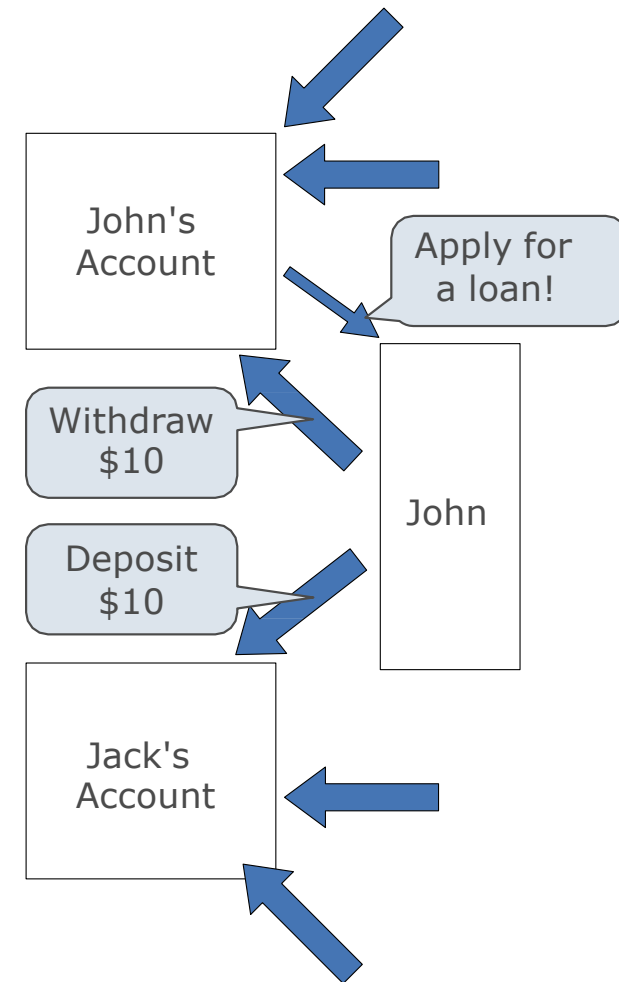 John's
Account
Apply for
a loan!
Withdraw
$10
John
Deposit
$10
Jack's
Account